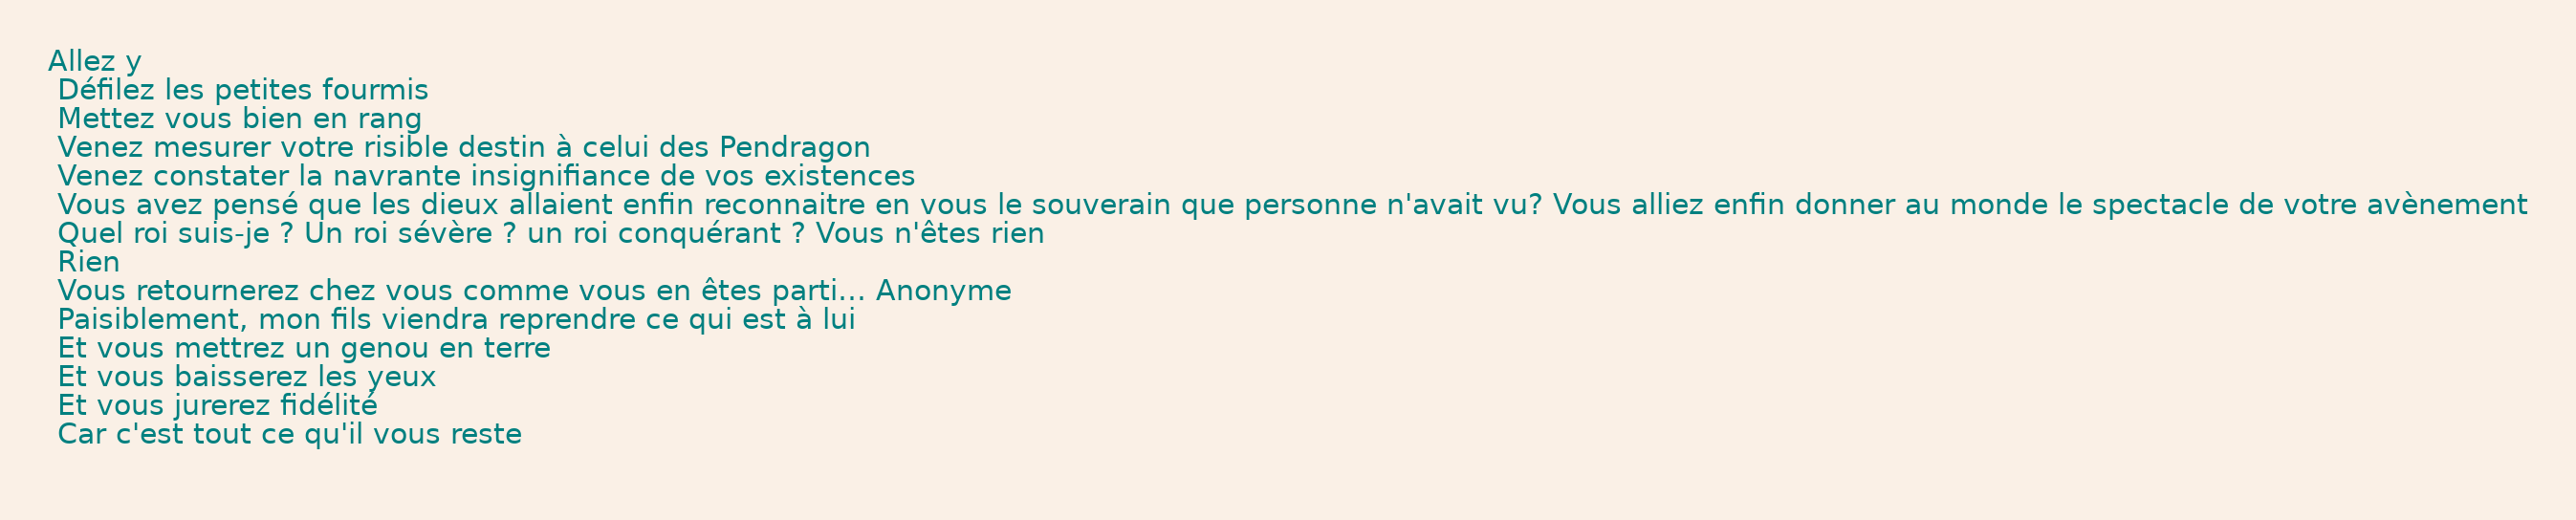 Allez y
Défilez les petites fourmis
Mettez vous bien en rang
Venez mesurer votre risible destin à celui des Pendragon
Venez constater la navrante insignifiance de vos existences
Vous avez pensé que les dieux allaient enfin reconnaitre en vous le souverain que personne n'avait vu? Vous alliez enfin donner au monde le spectacle de votre avènement
Quel roi suis-je ? Un roi sévère ? un roi conquérant ? Vous n'êtes rien
Rien
Vous retournerez chez vous comme vous en êtes parti... Anonyme
Paisiblement, mon fils viendra reprendre ce qui est à lui
Et vous mettrez un genou en terre
Et vous baisserez les yeux
Et vous jurerez fidélité
Car c'est tout ce qu'il vous reste